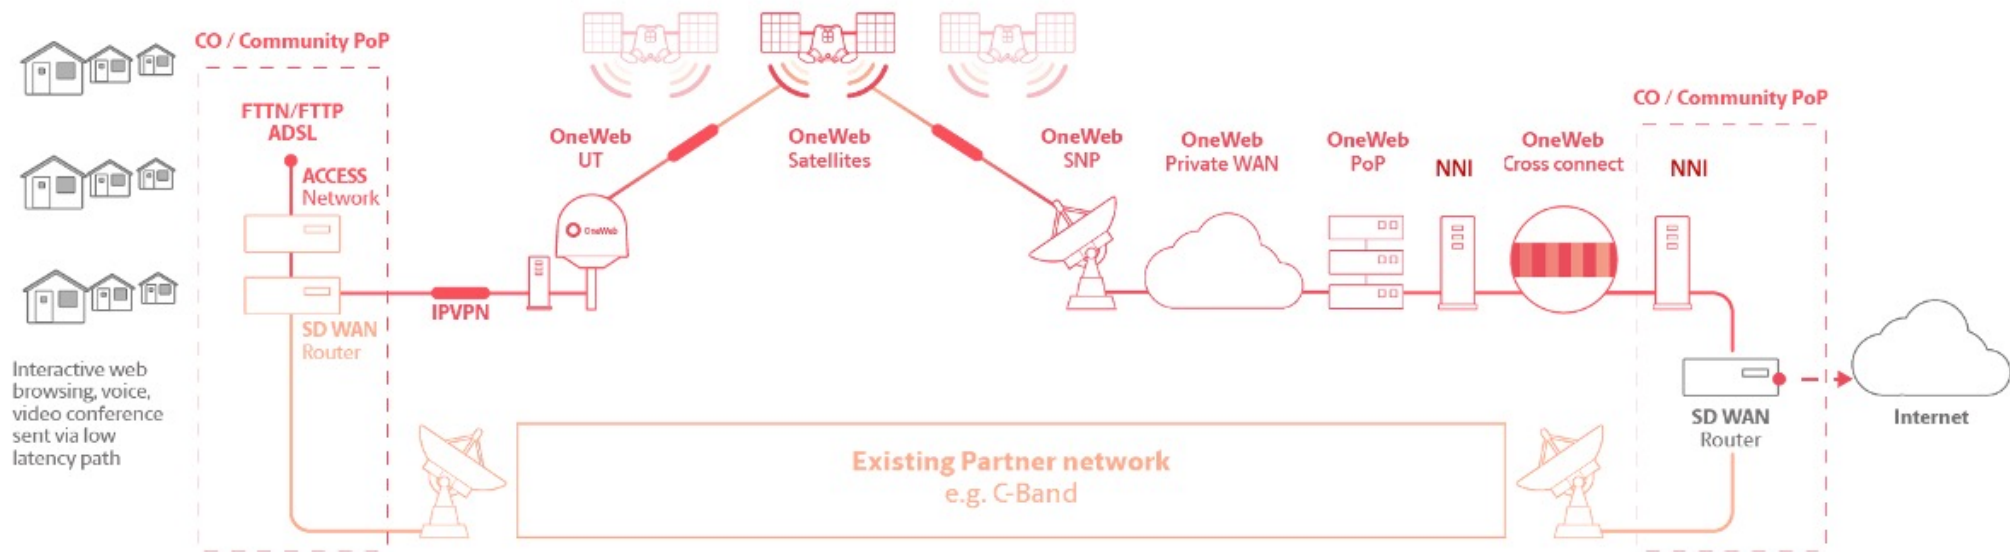 CO / Community PoP
FTTN/FTTP
ADSL
ACCESS
Network
SD WAN
Router
Interactive web
browsing, voice,
video conference
sent via low
latency path
IPVPN
OneWeb
UT
OneWeb
OneWeb
Satellites
OneWeb
SNP
OneWeb
Private WAN
OneWeb
PoP
NNI
OneWeb
Cross connect
CO / Community PoP
NNI
SD WAN
Router
Internet
Existing Partner network
e.g. C-Band